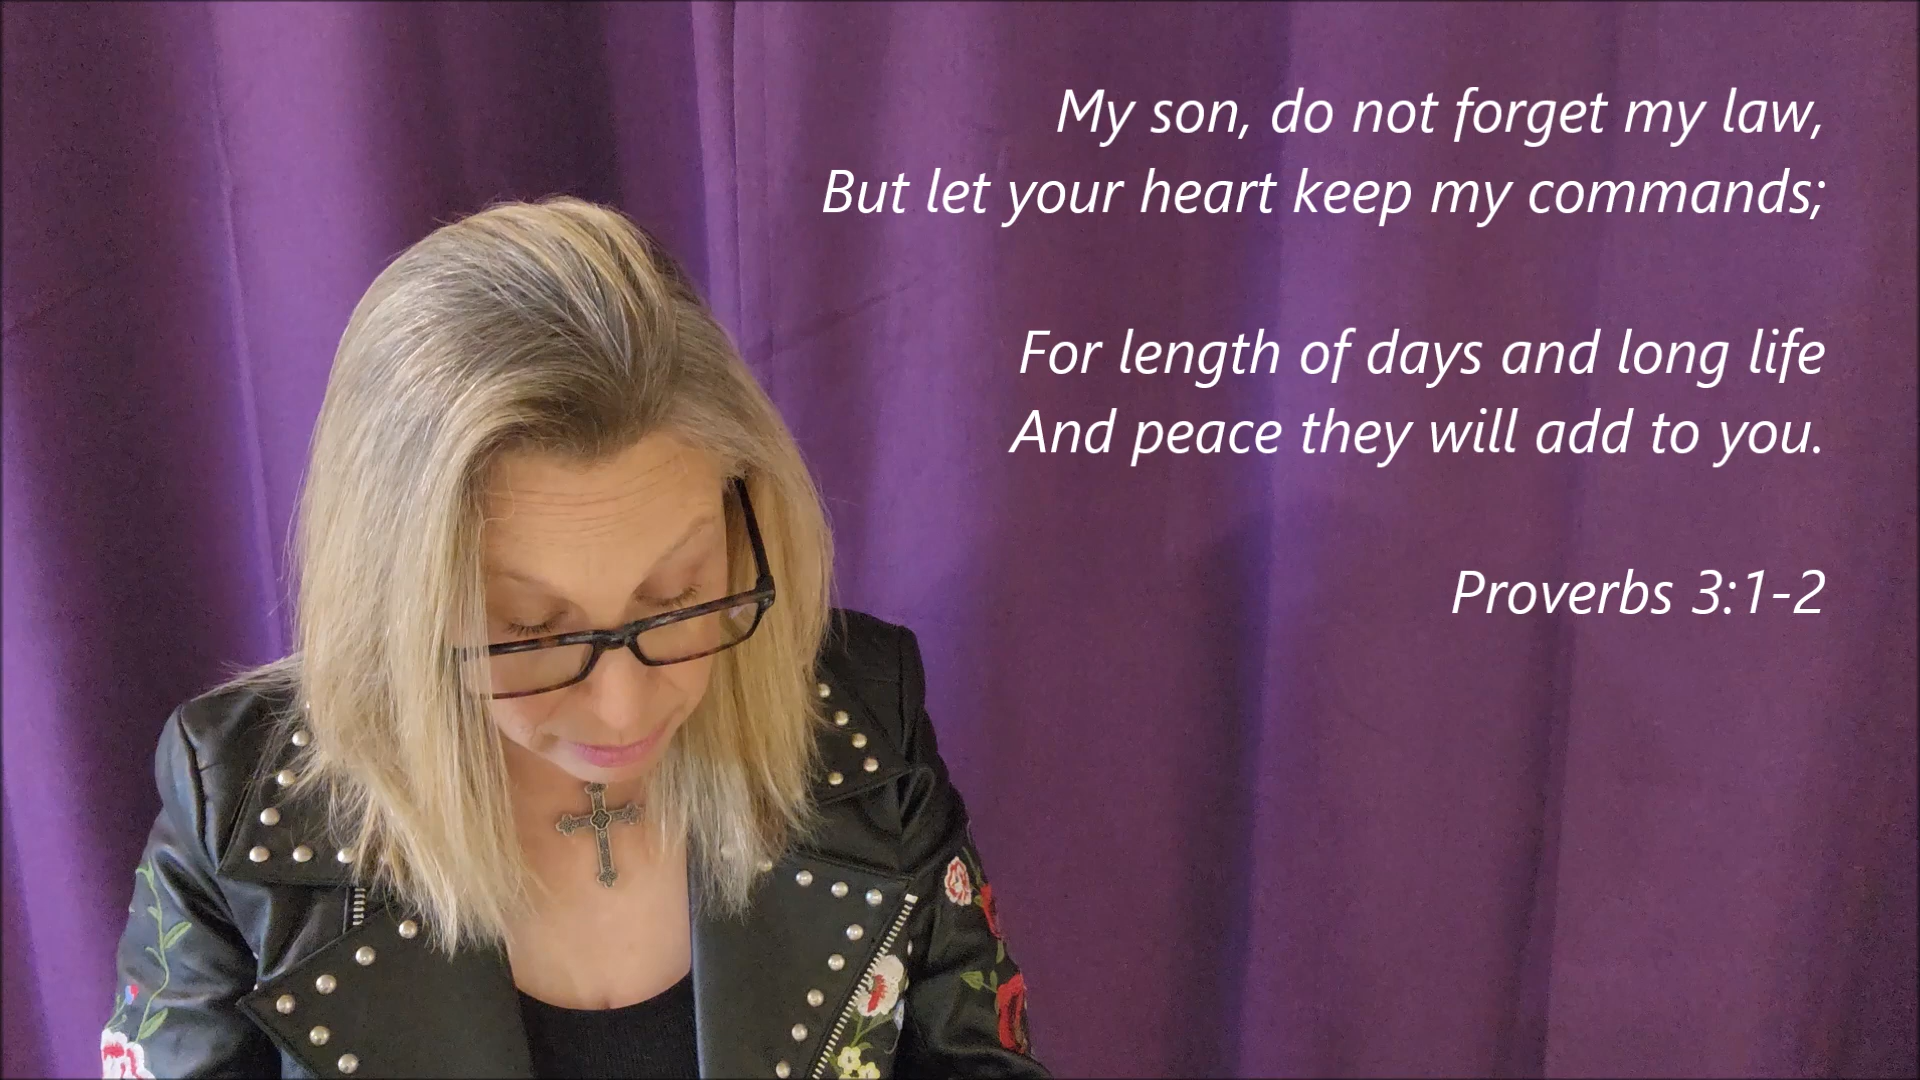 My son, do not forget my law,
But let your heart keep my commands;
For length of days and long life
And peace they will add to you.
Proverbs 3:1-2